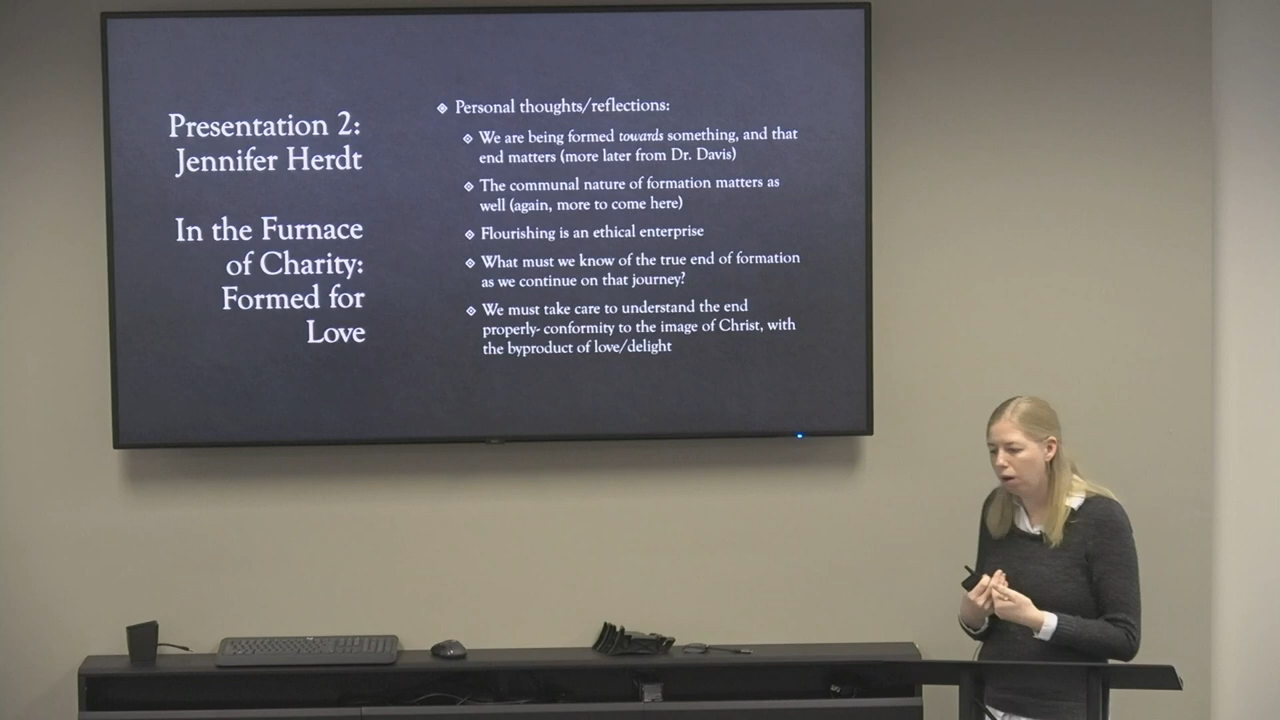 Presentation 2:
Jennifer Herdt
In the Furnace
of Charity:
Formed for
Love
Personal thoughts/reflections:
We are being formed towards something, and that
end matters (more later from Dr. Davis)
The communal nature of formation matters as
well (again, more to come here)
Flourishing is an ethical enterprise
What must we know of the true end of formation
as we continue on that journey?
We must take care to understand the end
properly- conformity to the image of Christ, with
the byproduct of love/delight